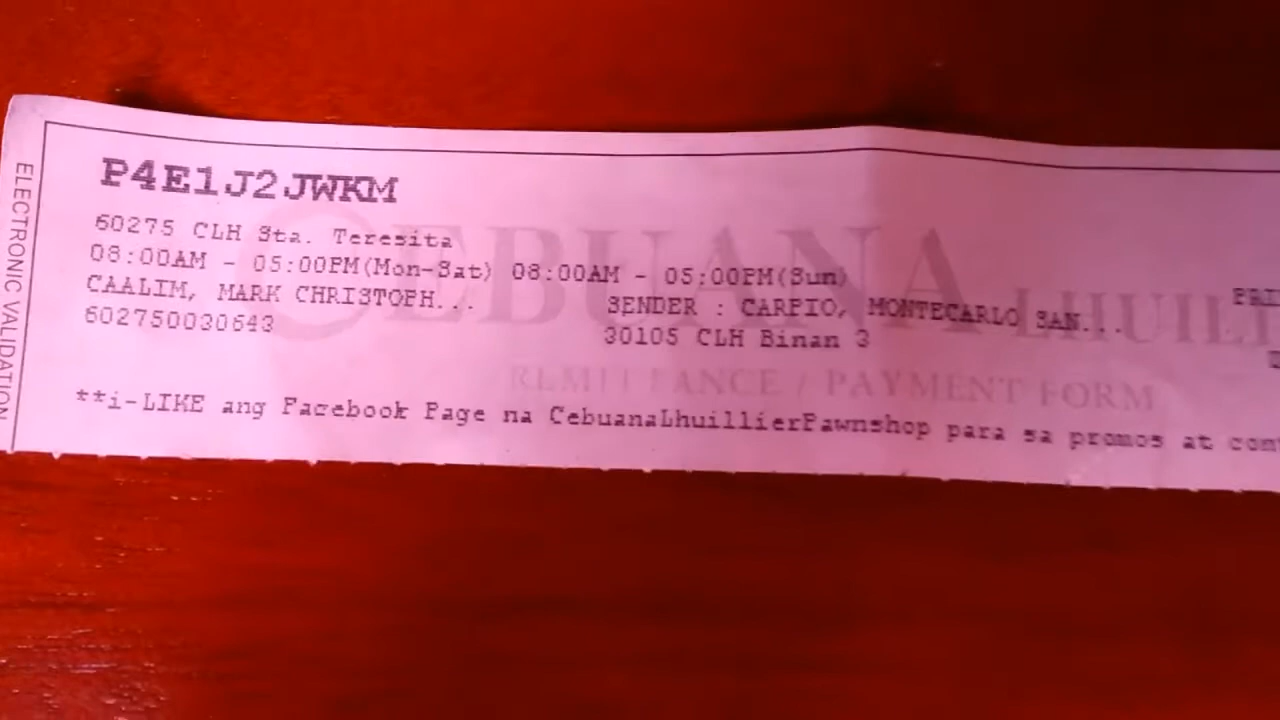 ELECTRONIC VALIDATION
P4E1J2JWKM
60275 CLH Sta. Teresita
08:00AM - 05:00PM(Mon-Sat) 08:00AM - 05:00PM(Sun)
CAALIM, MARK CHRISTOPH... SENDER : CARPIO, MONTECARLO SAN...
602750030643 30105 CLH Binan 3
CEBUANA LHUILI
REMITTANCE / PAYMENT FORM
**i-LIKE ang Facebook Page na CebuanaLhuillierPawnshop para sa promos at con